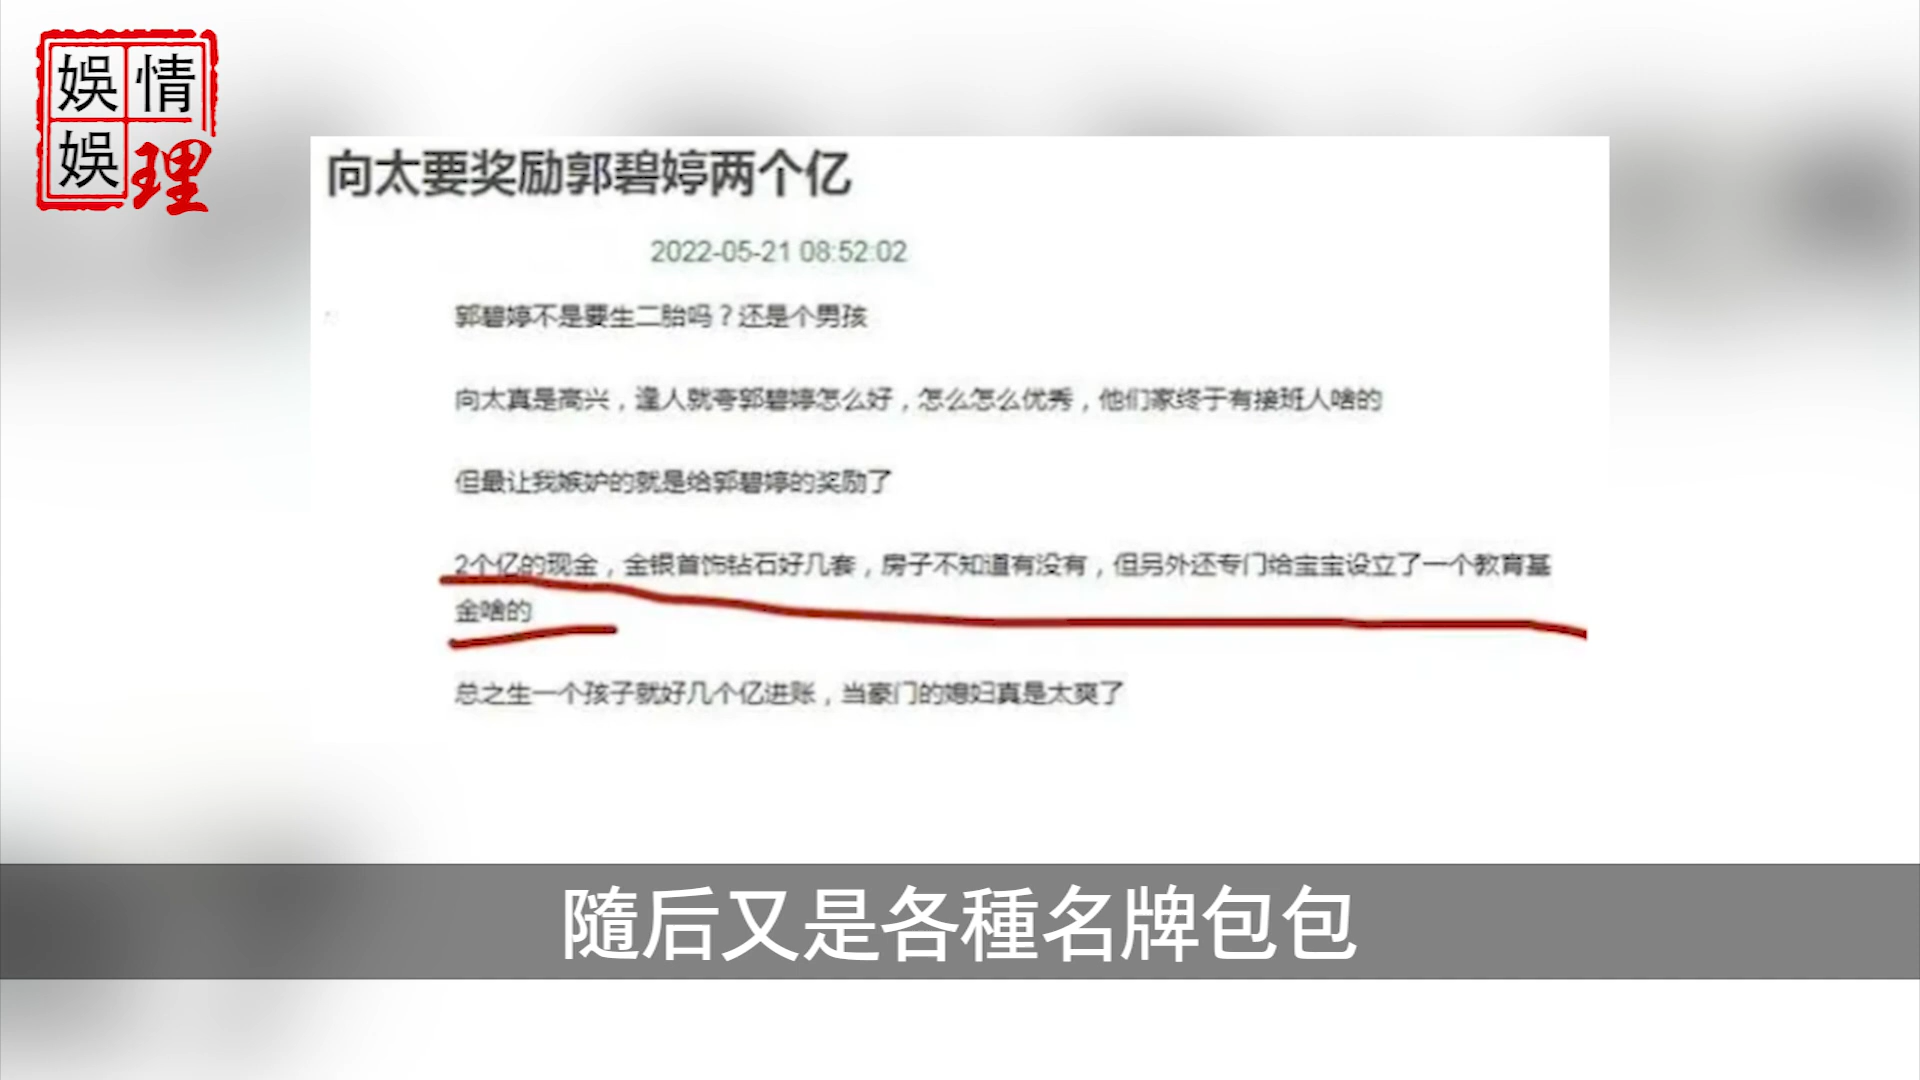 娛情
娛理
向太要奖励郭碧婷两个亿
2022-05-21 08:52:02
郭碧婷不是要生二胎吗？还是个男孩
向太真是高兴，逢人就夸郭碧婷怎么好，怎么怎么优秀，他们家终于有接班人啥的
但最让我嫉妒的就是给郭碧婷的奖励了
2个亿的现金，金银首饰钻石好几套，房子不知道有没有，但另外还专门给宝宝设立了一个教育基
金啥的
总之生一个孩子就好几个亿进账，当豪门的媳妇真是太爽了
隨后又是各種名牌包包